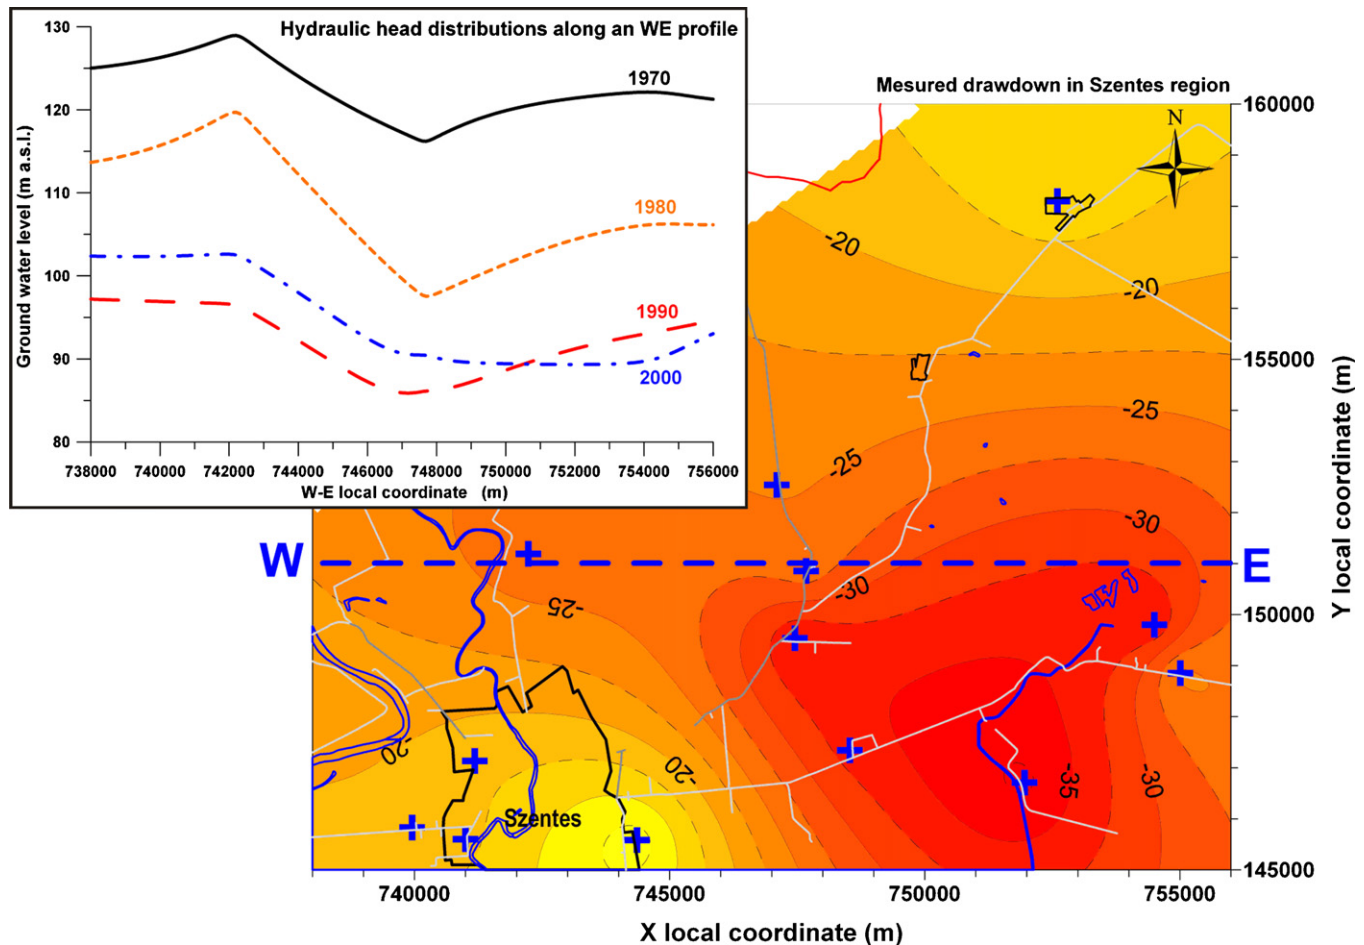 Hydraulic head distributions along an WE profile
Ground water level (m a.s.l.)
130
120
110
100
90
80
1970
1980
1990
2000
738000 740000 742000 744000 746000 748000 750000 752000 754000 756000
W-E local coordinate (m)
Mesured drawdown in Szentes region
N
160000
155000
150000
145000
Y local coordinate (m)
-20
-20
-25
-25
-30
W
E
-30
-25
-20
-20
-35
-30
Szentes
740000 745000 750000 755000
X local coordinate (m)